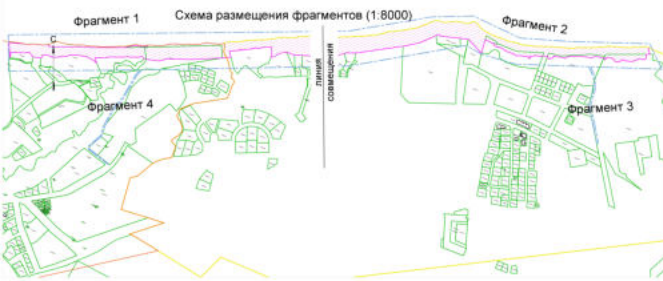 Фрагмент 1
Схема размещения фрагментов (1:8000)
Фрагмент 2
С
линия
совмещения
Фрагмент 4
Фрагмент 3